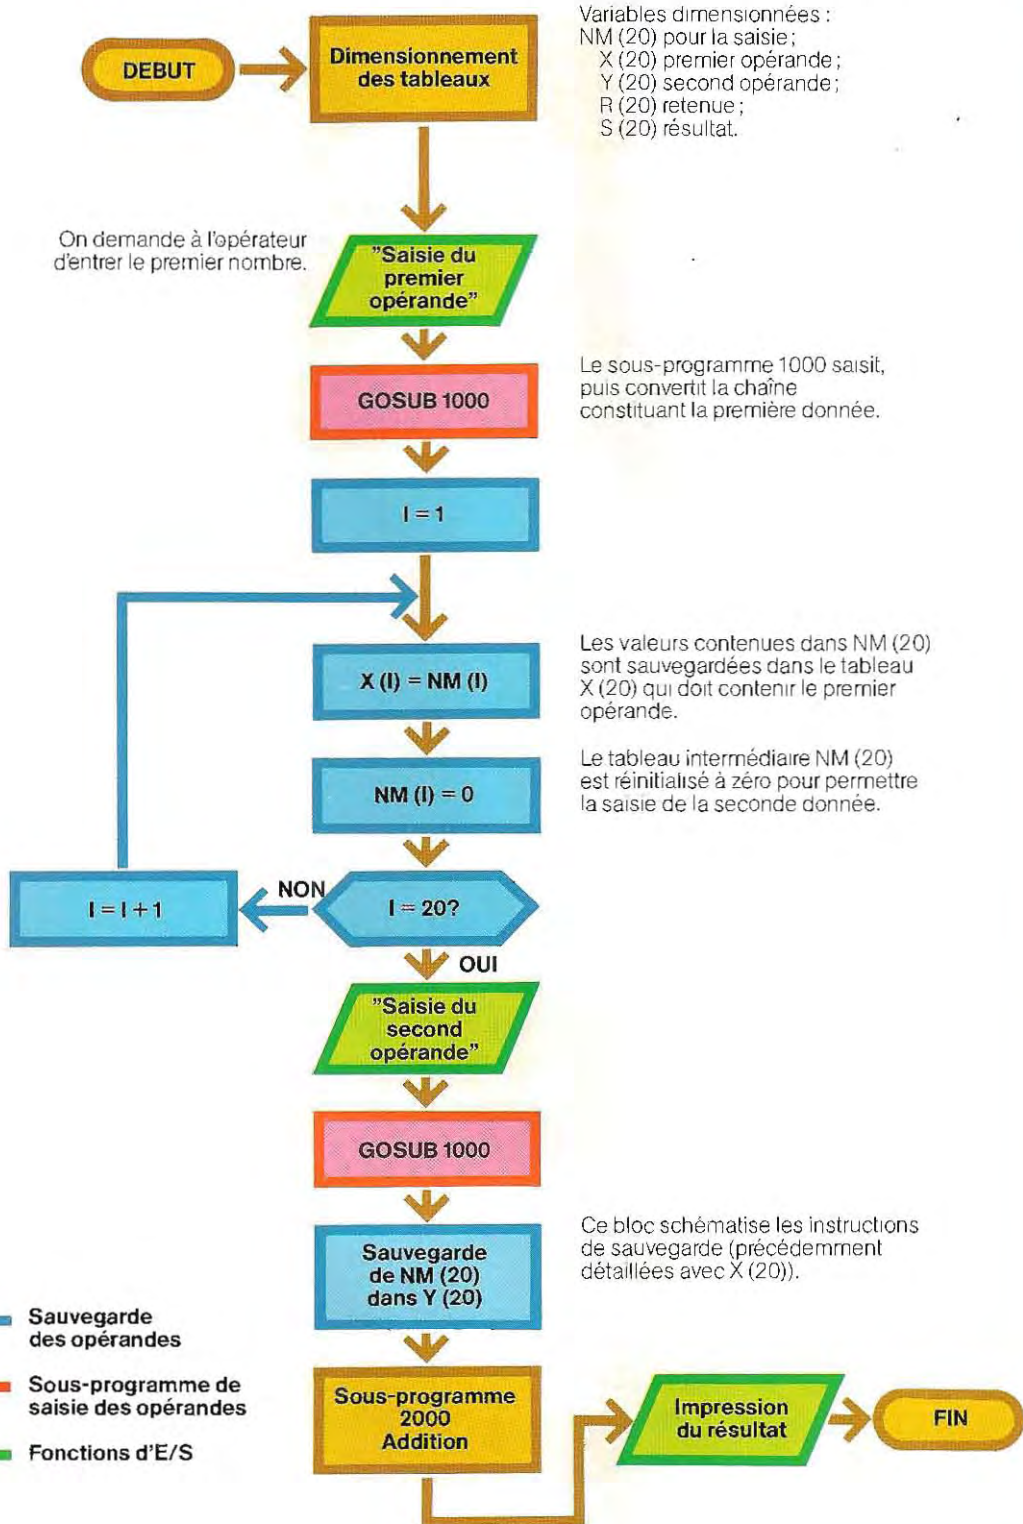 Variables dimensionnées :
NM (20) pour la saisie ;
X (20) premier opérande ;
Y (20) second opérande ;
R (20) retenue ;
S (20) résultat.
DEBUT
Dimensionnement
des tableaux
On demande à l'opérateur
d'entrer le premier nombre.
"Saisie du
premier
opérande"
GOSUB 1000
Le sous-programme 1000 saisit,
puis convertit la chaîne
constituant la première donnée.
I = 1
X (I) = NM (I)
Les valeurs contenues dans NM (20)
sont sauvegardées dans le tableau
X (20) qui doit contenir le premier
opérande.
NM (I) = 0
Le tableau intermédiaire NM (20)
est réinitialisé à zéro pour permettre
la saisie de la seconde donnée.
I = I + 1
NON
I = 20?
OUI
"Saisie du
second
opérande"
GOSUB 1000
Sauvegarde
de NM (20)
dans Y (20)
Ce bloc schématise les instructions
de sauvegarde (précédemment
détaillées avec X (20)).
Sauvegarde
des opérandes
Sous-programme de
saisie des opérandes
Fonctions d'E/S
Sous-programme
2000
Addition
Impression
du résultat
FIN